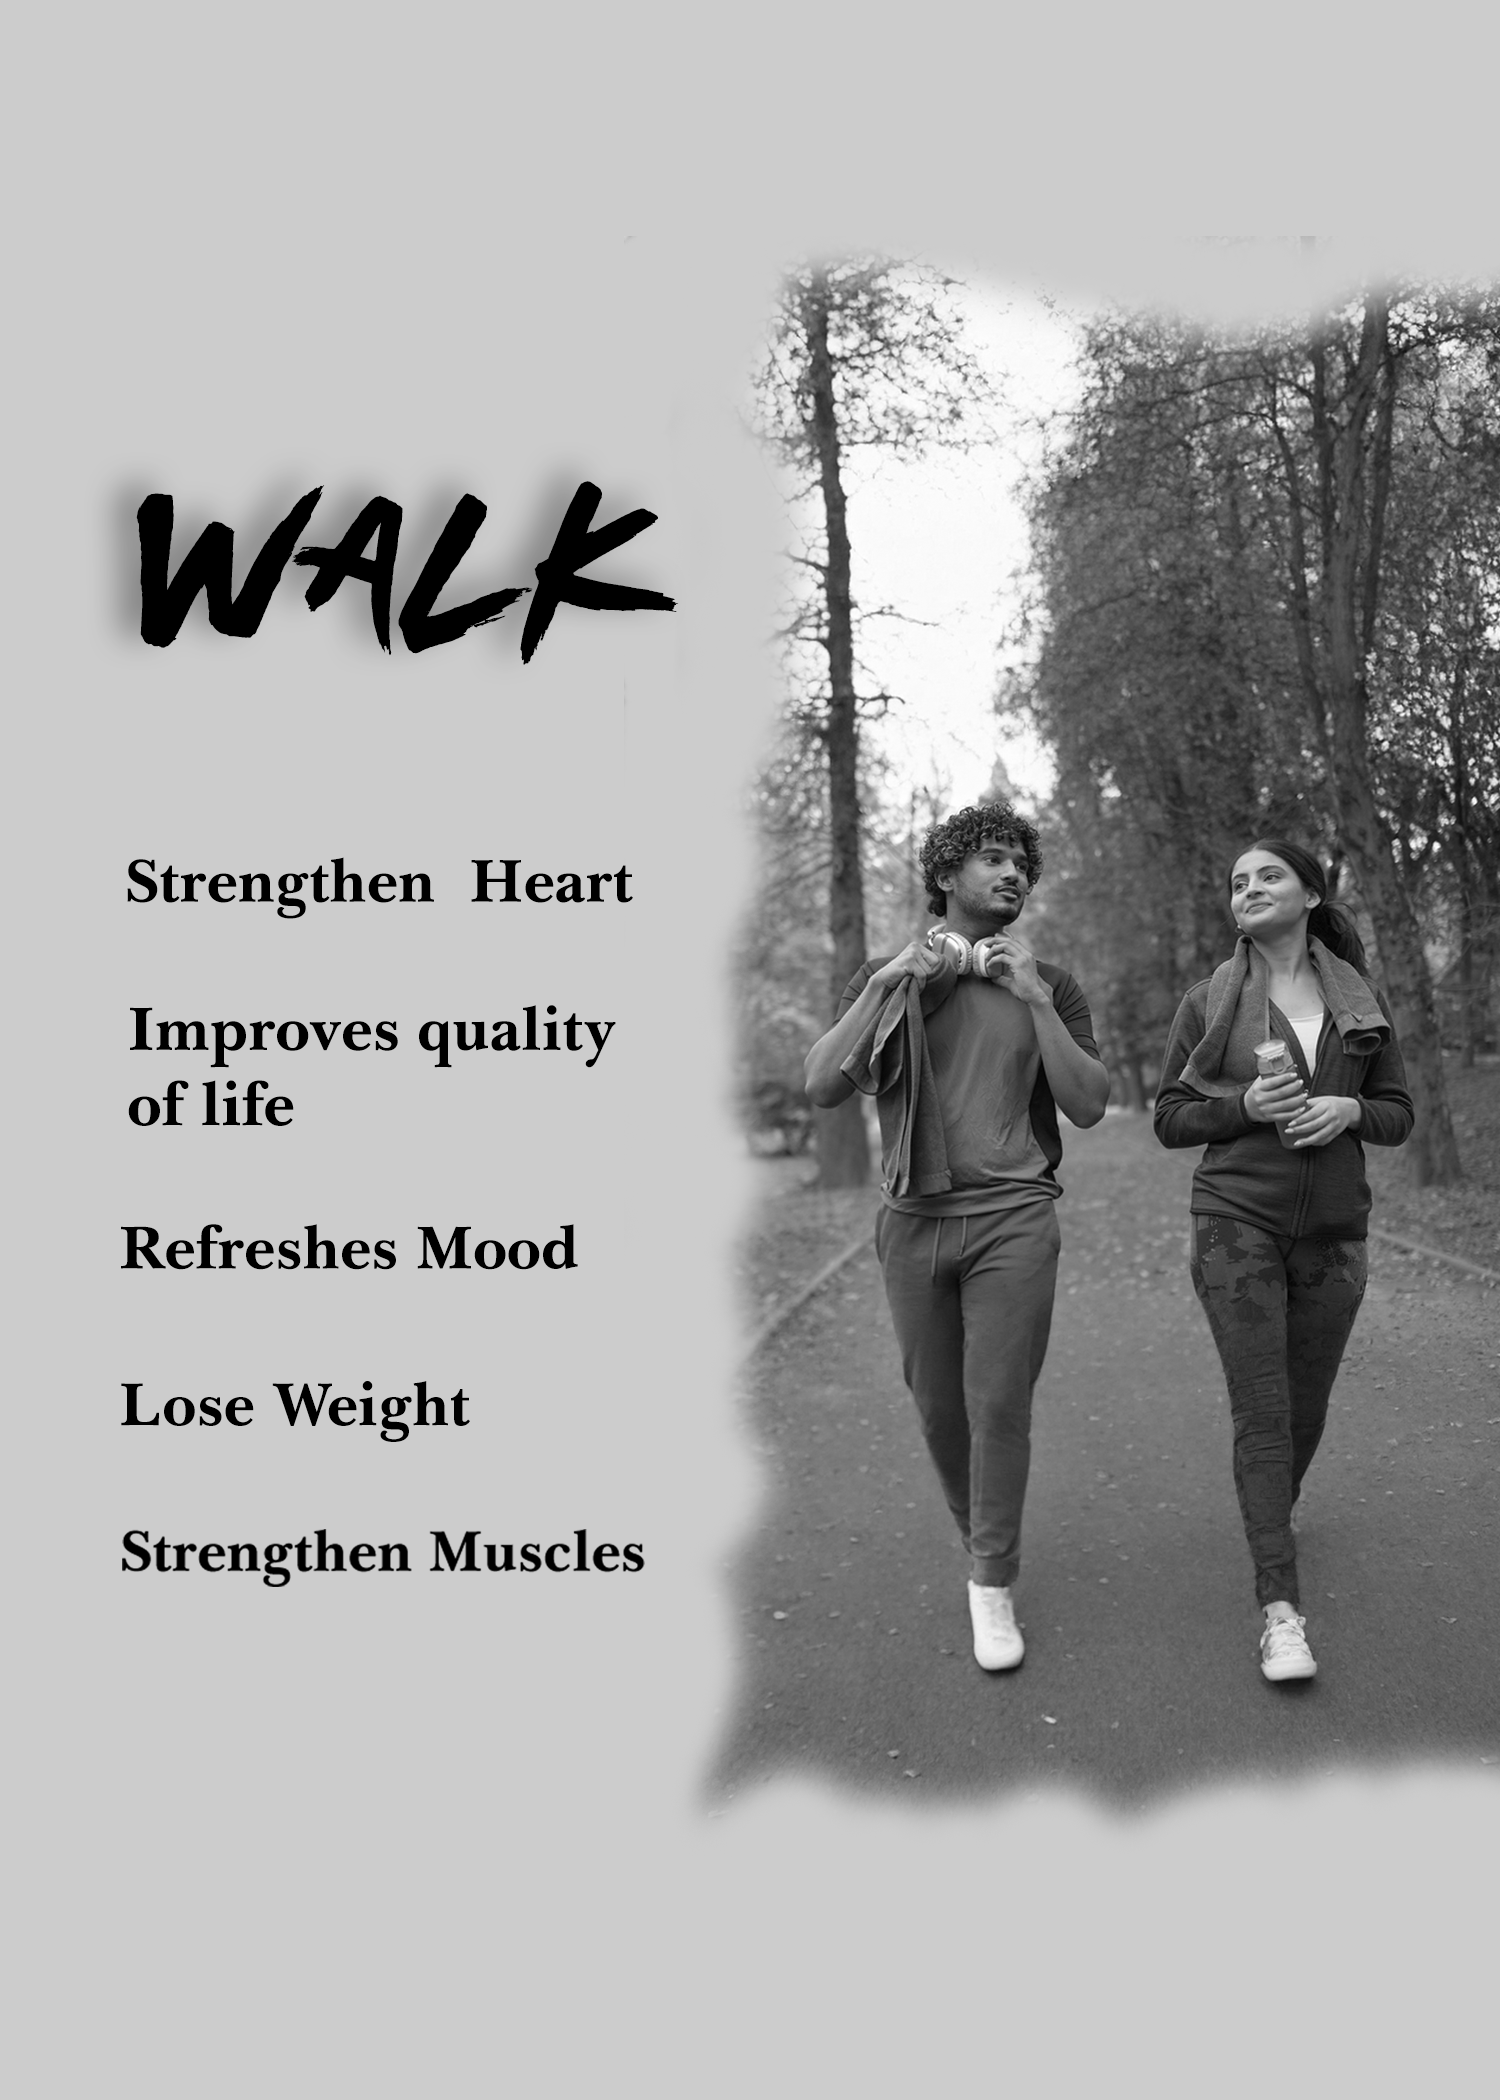 WALK
Strengthen Heart
Improves quality
of life
Refreshes Mood
Lose Weight
Strengthen Muscles